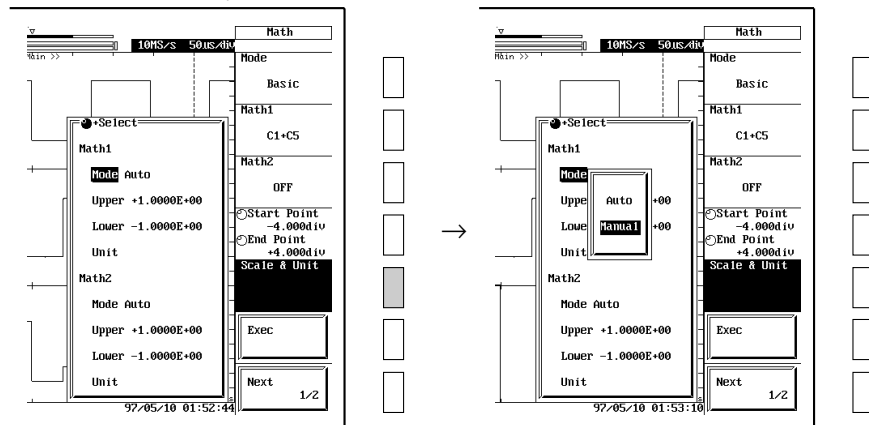 Math
10MS/s 50us/div
Main >>
Mode
Basic
Math1
C1+C5
Math2
OFF
Start Point
-4.000div
End Point
+4.000div
Scale & Unit
Exec
Next
1/2
+Select
Math1
Mode Auto
Upper +1.0000E+00
Lower -1.0000E+00
Unit
Math2
Mode Auto
Upper +1.0000E+00
Lower -1.0000E+00
Unit
97/05/10 01:52:44
→
Math
10MS/s 50us/div
Main >>
Mode
Basic
Math1
C1+C5
Math2
OFF
Start Point
-4.000div
End Point
+4.000div
Scale & Unit
Exec
Next
1/2
+Select
Math1
Mode
Uppe +00
Lowe +00
Unit
Auto
Manual
Math2
Mode Auto
Upper +1.0000E+00
Lower -1.0000E+00
Unit
97/05/10 01:53:10